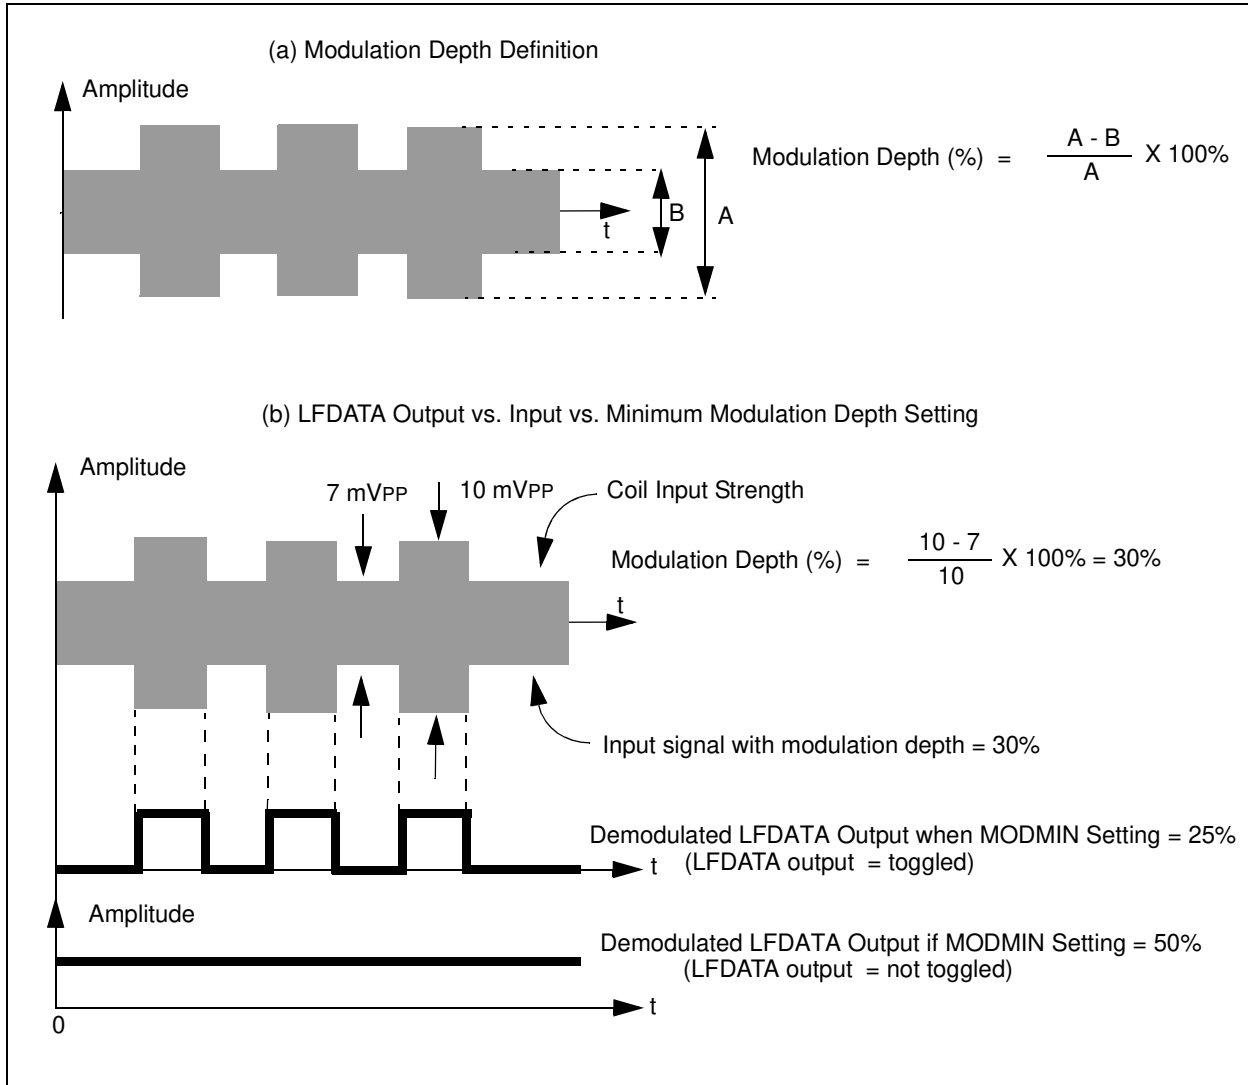 (a) Modulation Depth Definition
Amplitude
Modulation Depth (%) = A - B / A X 100%
t
B
A
(b) LFDATA Output vs. Input vs. Minimum Modulation Depth Setting
Amplitude
7 mVPP
10 mVPP
Coil Input Strength
Modulation Depth (%) = 10 - 7 / 10 X 100% = 30%
t
Input signal with modulation depth = 30%
Demodulated LFDATA Output when MODMIN Setting = 25%
t (LFDATA output = toggled)
Amplitude
Demodulated LFDATA Output if MODMIN Setting = 50%
(LFDATA output = not toggled)
t
0